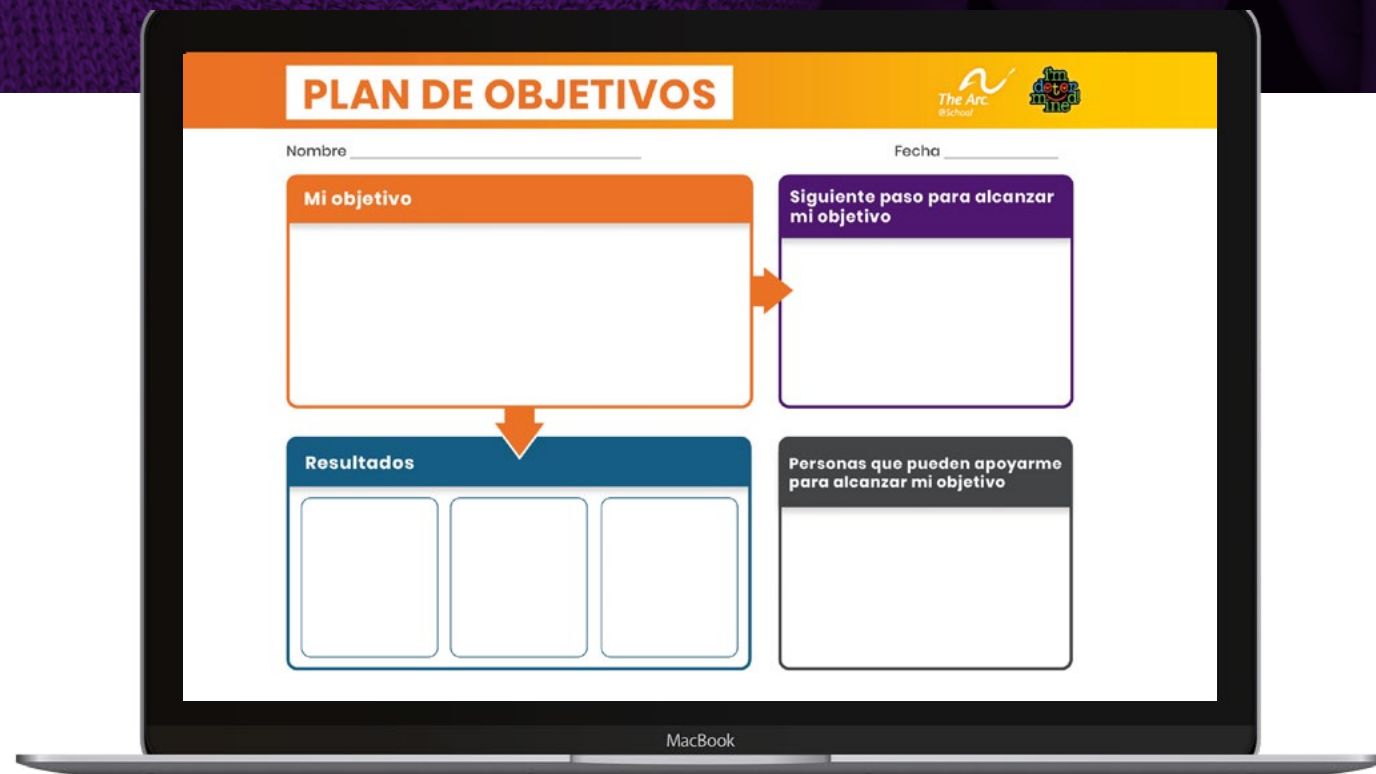 PLAN DE OBJETIVOS
The Arc.
@School
I'm
deter
mined
Nombre
Fecha
Mi objetivo
Siguiente paso para alcanzar
mi objetivo
Resultados
Personas que pueden apoyarme
para alcanzar mi objetivo
MacBook